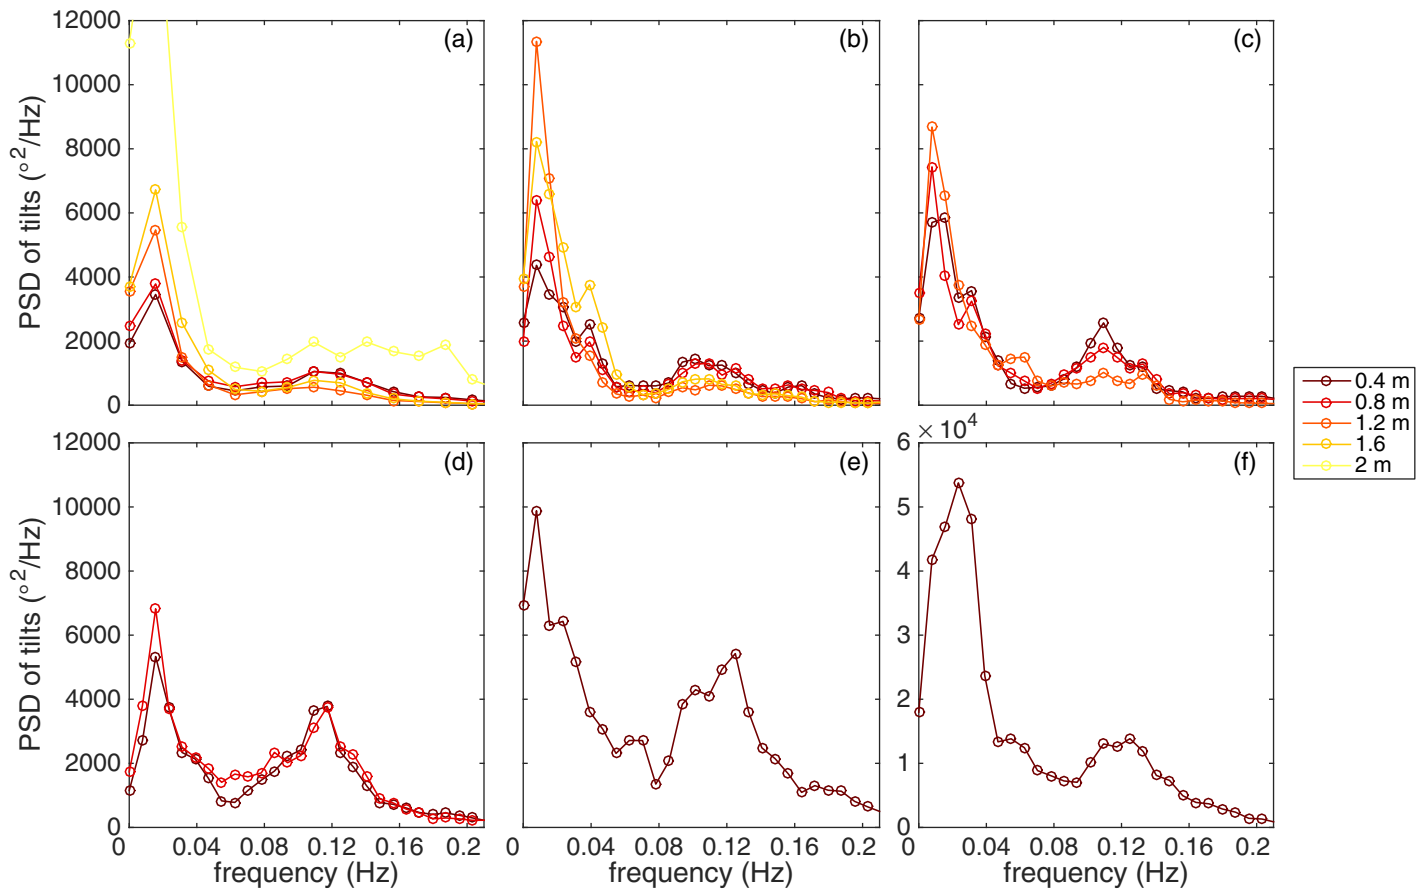 12000
10000
8000
6000
4000
2000
0
PSD of tilts (°²/Hz)
(a)
(b)
(c)
0.4 m
0.8 m
1.2 m
1.6
2 m
12000
10000
8000
6000
4000
2000
0
PSD of tilts (°²/Hz)
(d)
0 0.04 0.08 0.12 0.16 0.2
frequency (Hz)
(e)
0 0.04 0.08 0.12 0.16 0.2
frequency (Hz)
× 10⁴
6
5
4
3
2
1
0
(f)
0 0.04 0.08 0.12 0.16 0.2
frequency (Hz)